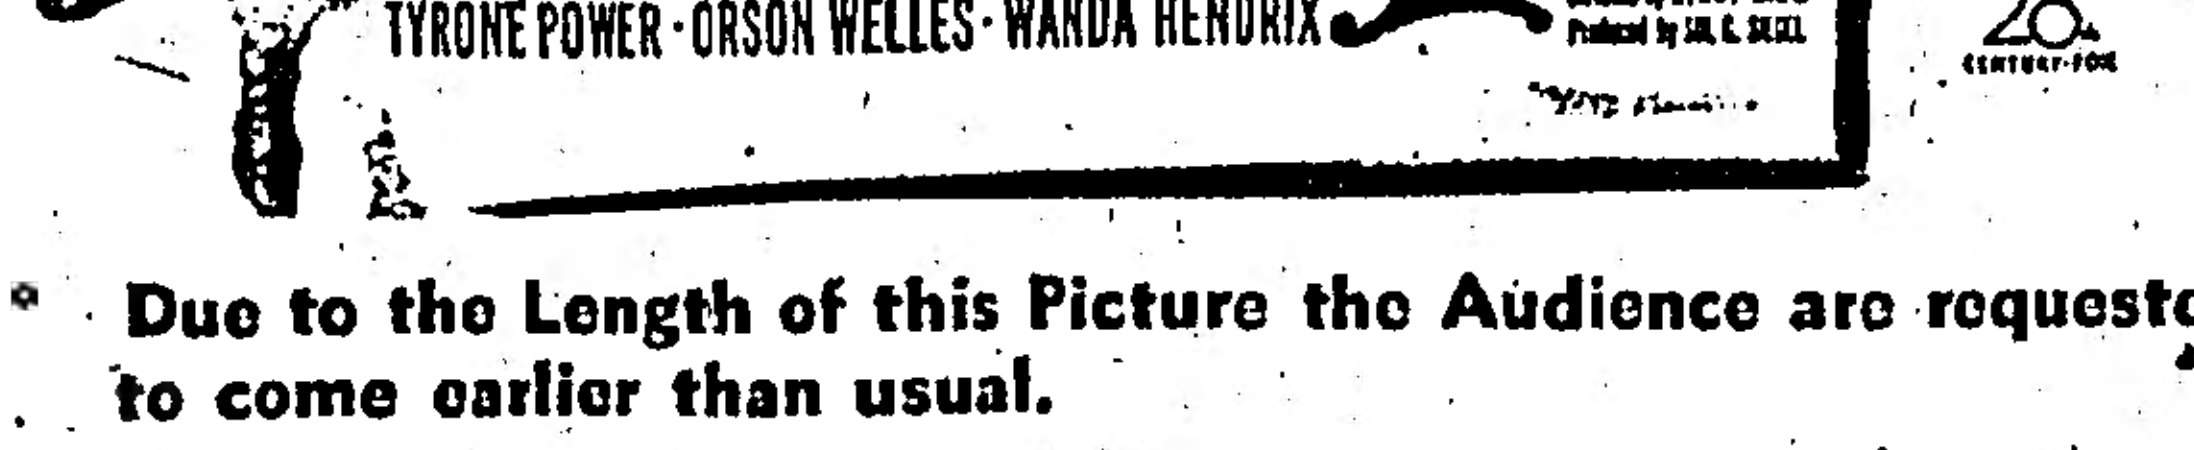 TYRONE POWER · ORSON WELLES · WANDA HENDRIX
Produced by SOL C. SIEGEL
20th
CENTURY-FOX
Due to the Length of this Picture the Audience are requeste
to come earlier than usual.